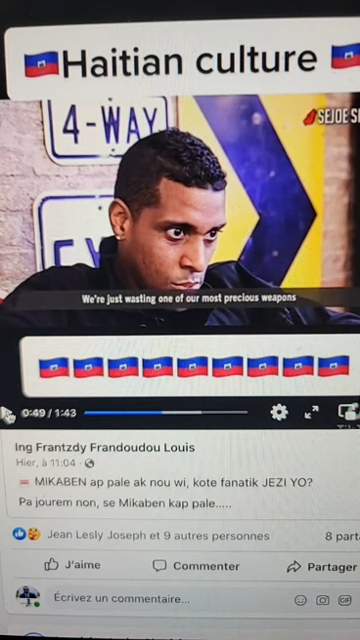 🇭🇹Haitian culture 🇭🇹
4-WAY
SEJOE S
We're just wasting one of our most precious weapons
🇭🇹🇭🇹🇭🇹🇭🇹🇭🇹🇭🇹🇭🇹🇭🇹🇭🇹
0:49 / 1:43
Ing Frantzdy Frandoudou Louis
Hier, à 11:04 ·
MIKABEN ap pale ak nou wi, kote fanatik JEZI YO?
Pa jourem non, se Mikaben kap pale.....
Jean Lesly Joseph et 9 autres personnes
8 part
J'aime
Commenter
Partager
Écrivez un commentaire...
GIF